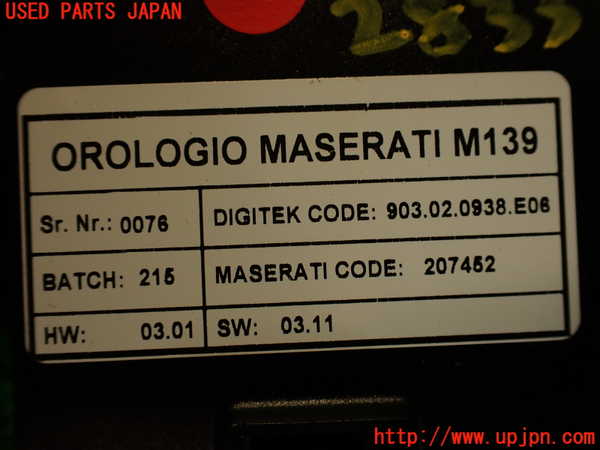 USED PARTS JAPAN
2833
OROLOGIO MASERATI M139
Sr. Nr.: 0076
DIGITEK CODE: 903.02.0938.E06
BATCH: 215
MASERATI CODE: 207452
HW: 03.01
SW: 03.11
http://www.upjpn.com